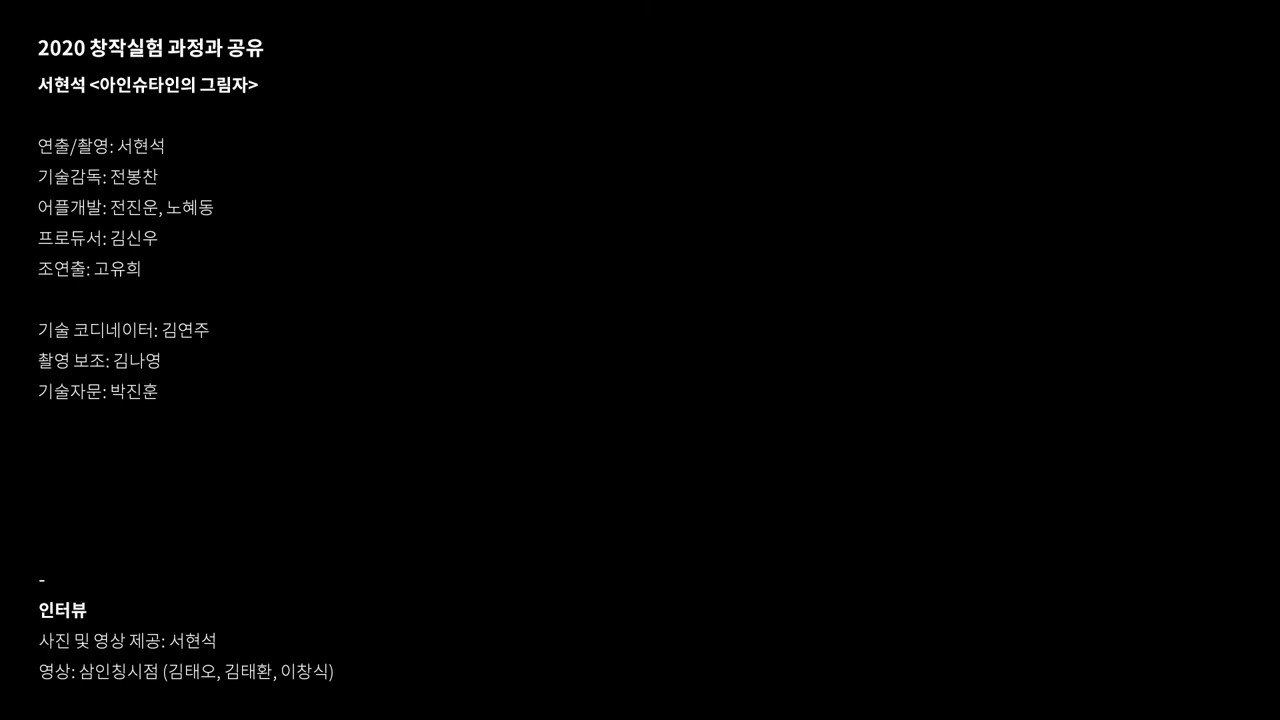 2020 창작실험 과정과 공유
서현석 <아인슈타인의 그림자>
연출/촬영: 서현석
기술감독: 전봉찬
어플개발: 전진운, 노혜동
프로듀서: 김신우
조연출: 고유희
기술 코디네이터: 김연주
촬영 보조: 김나영
기술자문: 박진훈
-
인터뷰
사진 및 영상 제공: 서현석
영상: 삼인칭시점 (김태오, 김태환, 이창식)